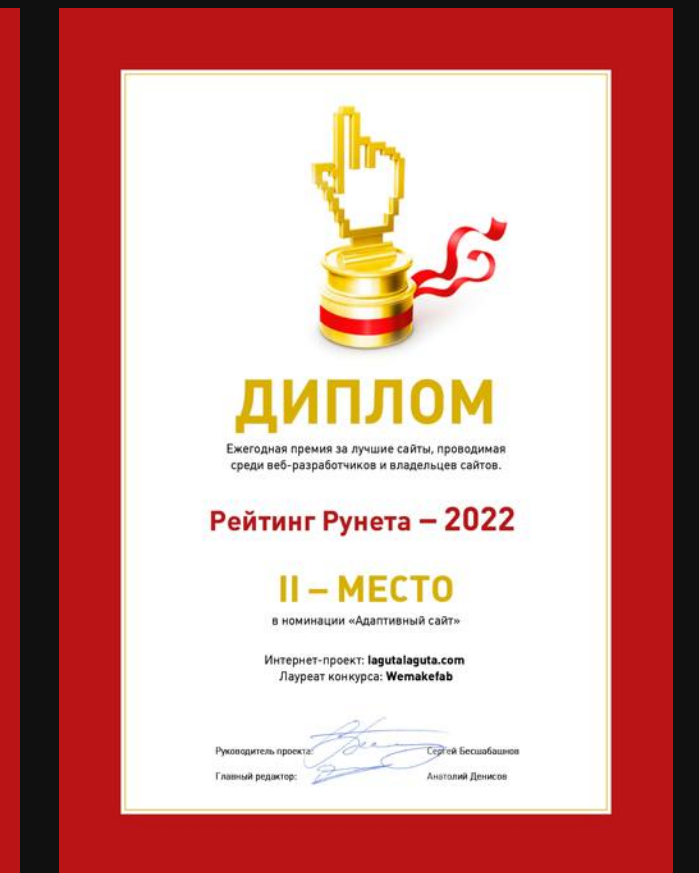 ДИПЛОМ
Ежегодная премия за лучшие сайты, проводимая
среди веб-разработчиков и владельцев сайтов.
Рейтинг Рунета – 2022
II – МЕСТО
в номинации «Адаптивный сайт»
Интернет-проект: lagutalaguta.com
Лауреат конкурса: Wemakefab
Руководитель проекта: Сергей Бесшабашнов
Главный редактор: Анатолий Денисов